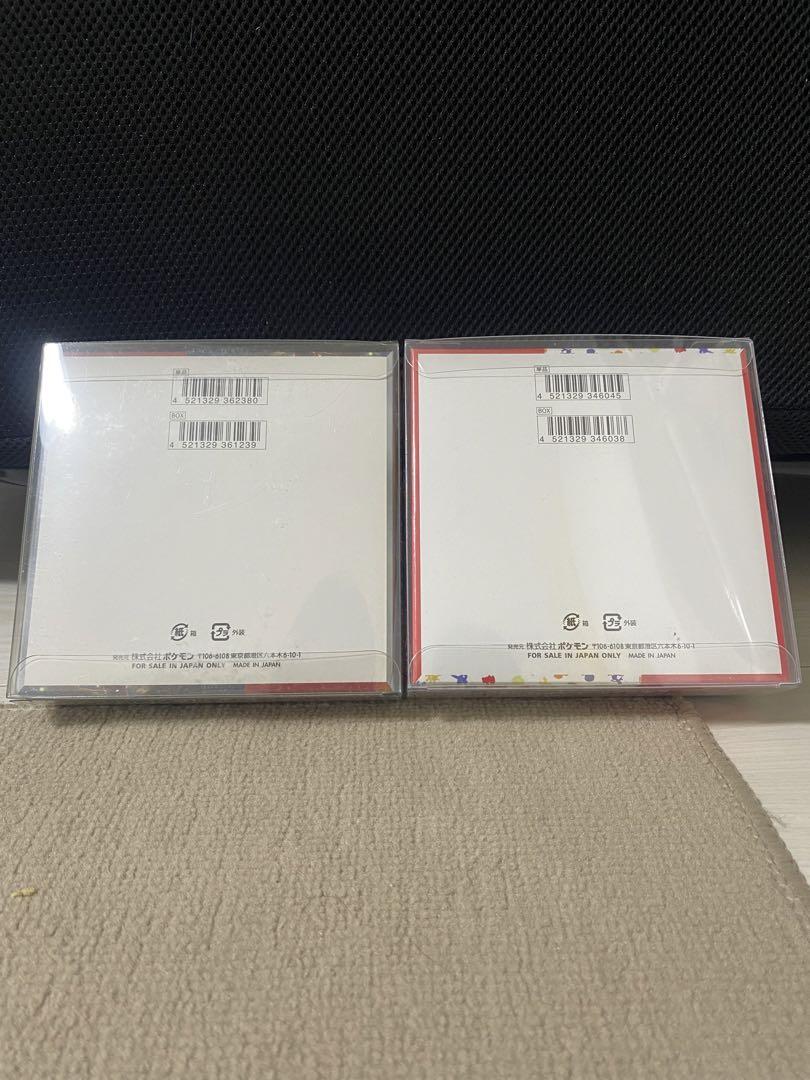 単品
4 521329 362380
BOX
4 521329 361239
紙 箱 プラ 外装
発売元 株式会社ポケモン 〒106-6108 東京都港区六本木6-10-1
FOR SALE IN JAPAN ONLY MADE IN JAPAN
単品
4 521329 346045
BOX
4 521329 346038
紙 箱 プラ 外装
発売元 株式会社ポケモン 〒106-6108 東京都港区六本木6-10-1
FOR SALE IN JAPAN ONLY MADE IN JAPAN